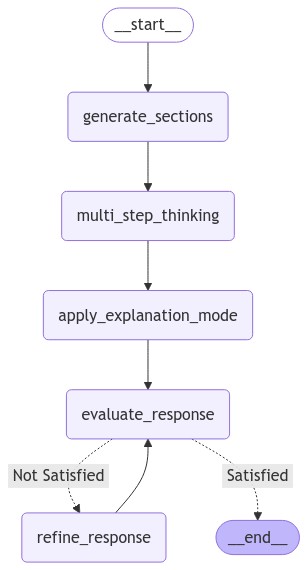 __start__
generate_sections
multi_step_thinking
apply_explanation_mode
evaluate_response
Not Satisfied
Satisfied
refine_response
__end__